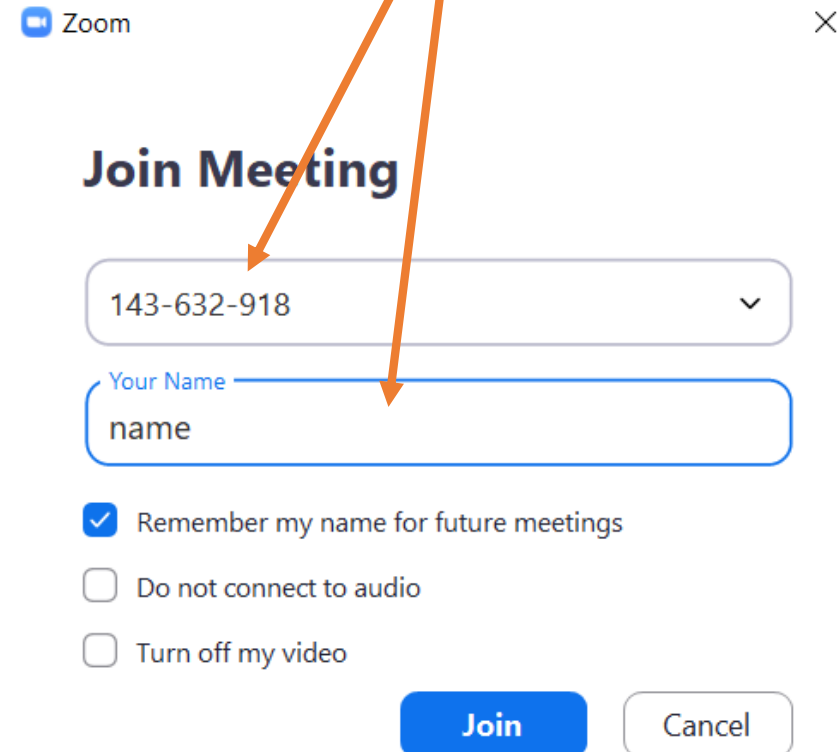 Zoom
Join Meeting
143-632-918
Your Name
name
Remember my name for future meetings
Do not connect to audio
Turn off my video
Join Cancel